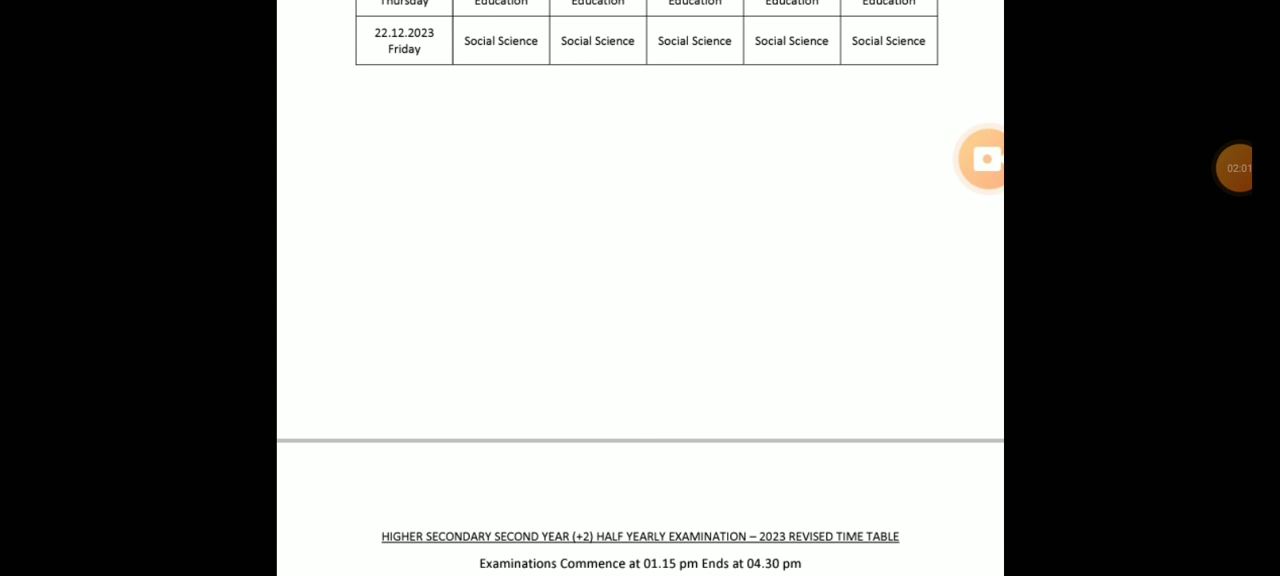 Thursday Education Education Education Education Education
22.12.2023
Friday
Social Science Social Science Social Science Social Science Social Science
02:01
HIGHER SECONDARY SECOND YEAR (+2) HALF YEARLY EXAMINATION – 2023 REVISED TIME TABLE
Examinations Commence at 01.15 pm Ends at 04.30 pm